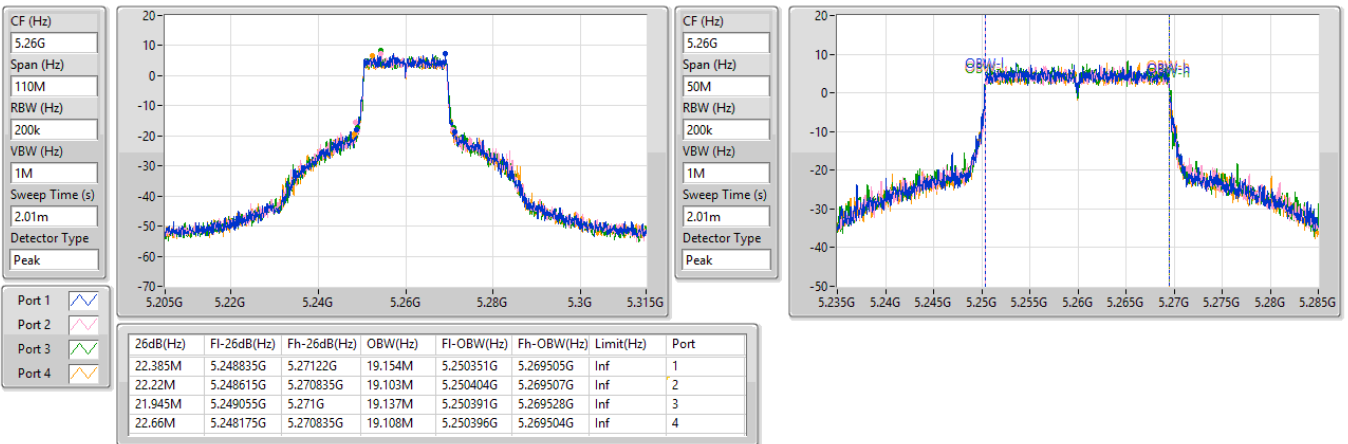 CF (Hz)
5.26G
Span (Hz)
110M
RBW (Hz)
200k
VBW (Hz)
1M
Sweep Time (s)
2.01m
Detector Type
Peak
20
10
0
-10
-20
-30
-40
-50
-60
-70
5.205G 5.22G 5.24G 5.26G 5.28G 5.3G 5.315G
CF (Hz)
5.26G
Span (Hz)
50M
RBW (Hz)
200k
VBW (Hz)
1M
Sweep Time (s)
2.01m
Detector Type
Peak
20
10
0
-10
-20
-30
-40
-50
OBW-l OBW-h
5.235G 5.24G 5.245G 5.25G 5.255G 5.26G 5.265G 5.27G 5.275G 5.28G 5.285G
Port 1
Port 2
Port 3
Port 4
26dB(Hz) Fl-26dB(Hz) Fh-26dB(Hz) OBW(Hz) Fl-OBW(Hz) Fh-OBW(Hz) Limit(Hz) Port
22.385M 5.248835G 5.27122G 19.154M 5.250351G 5.269505G Inf 1
22.22M 5.248615G 5.270835G 19.103M 5.250404G 5.269507G Inf 2
21.945M 5.249055G 5.271G 19.137M 5.250391G 5.269528G Inf 3
22.66M 5.248175G 5.270835G 19.108M 5.250396G 5.269504G Inf 4